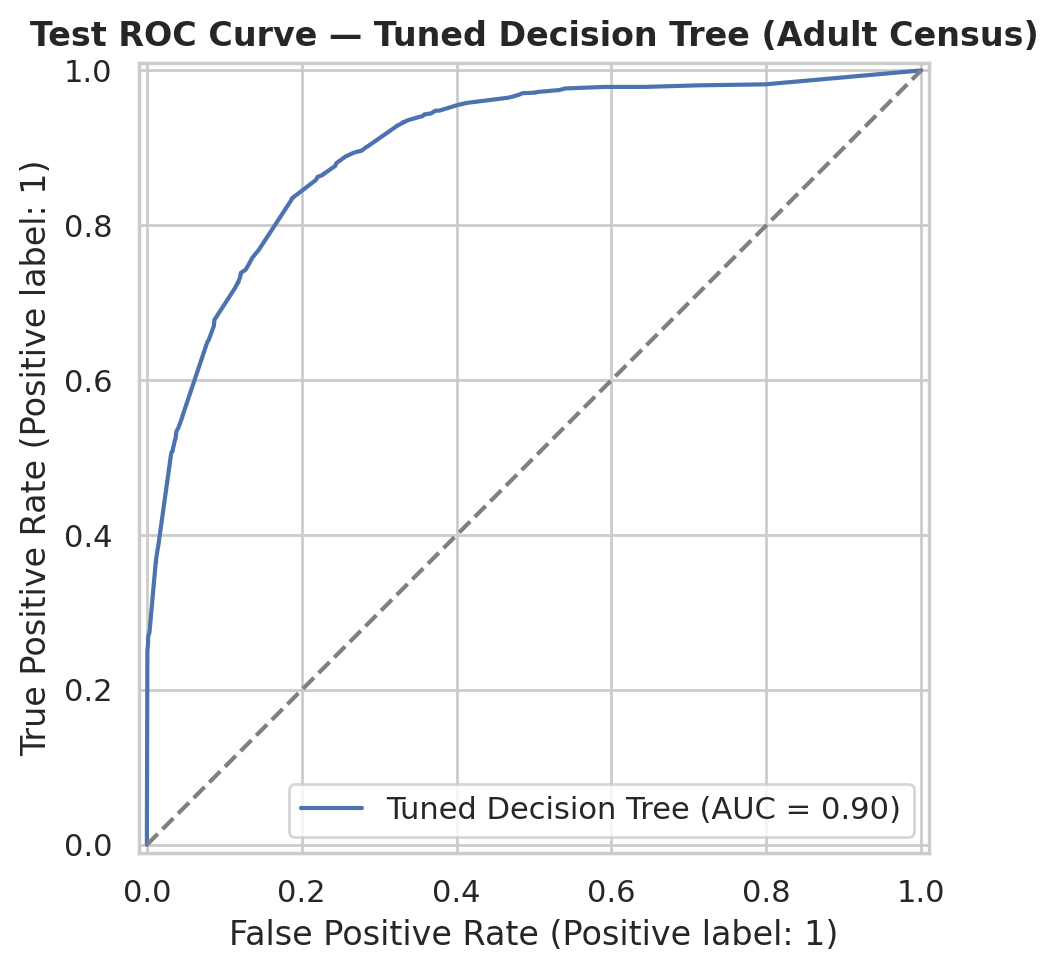 Test ROC Curve — Tuned Decision Tree (Adult Census)
True Positive Rate (Positive label: 1)
1.0
0.8
0.6
0.4
0.2
0.0
Tuned Decision Tree (AUC = 0.90)
0.0 0.2 0.4 0.6 0.8 1.0
False Positive Rate (Positive label: 1)